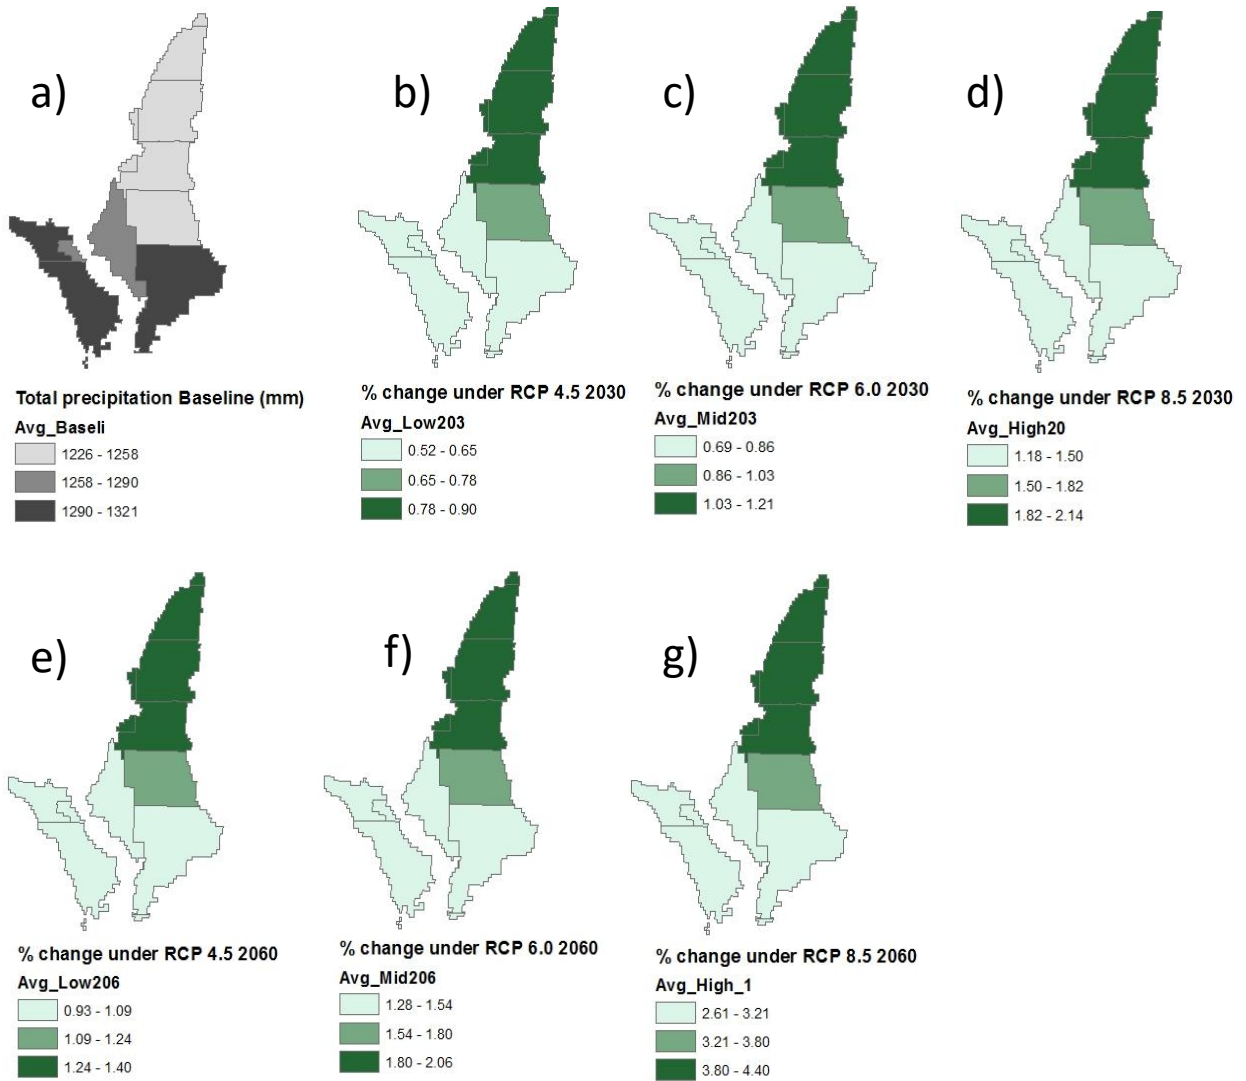 a)
Total precipitation Baseline (mm)
Avg_Baseli
1226 - 1258
1258 - 1290
1290 - 1321
b)
% change under RCP 4.5 2030
Avg_Low203
0.52 - 0.65
0.65 - 0.78
0.78 - 0.90
c)
% change under RCP 6.0 2030
Avg_Mid203
0.69 - 0.86
0.86 - 1.03
1.03 - 1.21
d)
% change under RCP 8.5 2030
Avg_High20
1.18 - 1.50
1.50 - 1.82
1.82 - 2.14
e)
% change under RCP 4.5 2060
Avg_Low206
0.93 - 1.09
1.09 - 1.24
1.24 - 1.40
f)
% change under RCP 6.0 2060
Avg_Mid206
1.28 - 1.54
1.54 - 1.80
1.80 - 2.06
g)
% change under RCP 8.5 2060
Avg_High_1
2.61 - 3.21
3.21 - 3.80
3.80 - 4.40